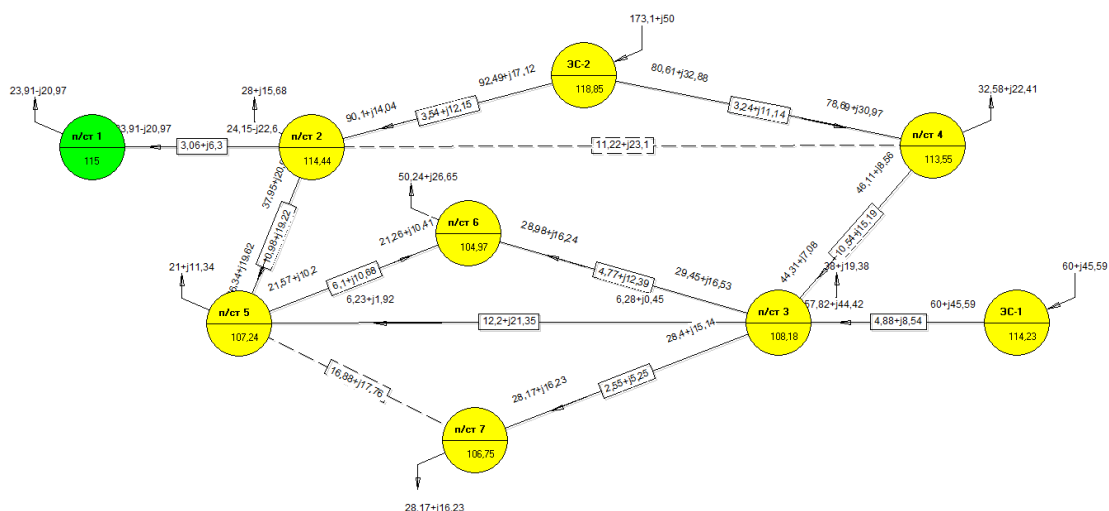 173,1+j50
ЭС-2
118,85
92,49+j17,12
80,61+j32,88
23,91-j20,97
28+j15,68
90,1+j14,04
3,54+j12,15
3,24+j11,14
78,69+j30,97
32,58+j22,41
п/ст 1
115
3,06+j6,3
24,15-j22,6
п/ст 2
114,44
11,22+j23,1
п/ст 4
113,55
50,24+j26,65
46,11+j8,56
10,98+j19,22
п/ст 6
104,97
21,26+j10,41
28,98+j16,24
10,54+j15,19
21+j11,34
21,57+j10,2
6,1+j10,68
4,77+j12,39
29,45+j16,53
44,31+j7,08
38+j19,38
60+j45,59
6,23+j1,92
6,28+j0,45
57,82+j44,42
60+j45,59
п/ст 5
107,24
12,2+j21,35
п/ст 3
108,18
4,88+j8,54
ЭС-1
114,23
28,4+j15,14
16,88+j17,76
2,55+j5,25
28,17+j16,23
п/ст 7
106,75
28,17+j16,23